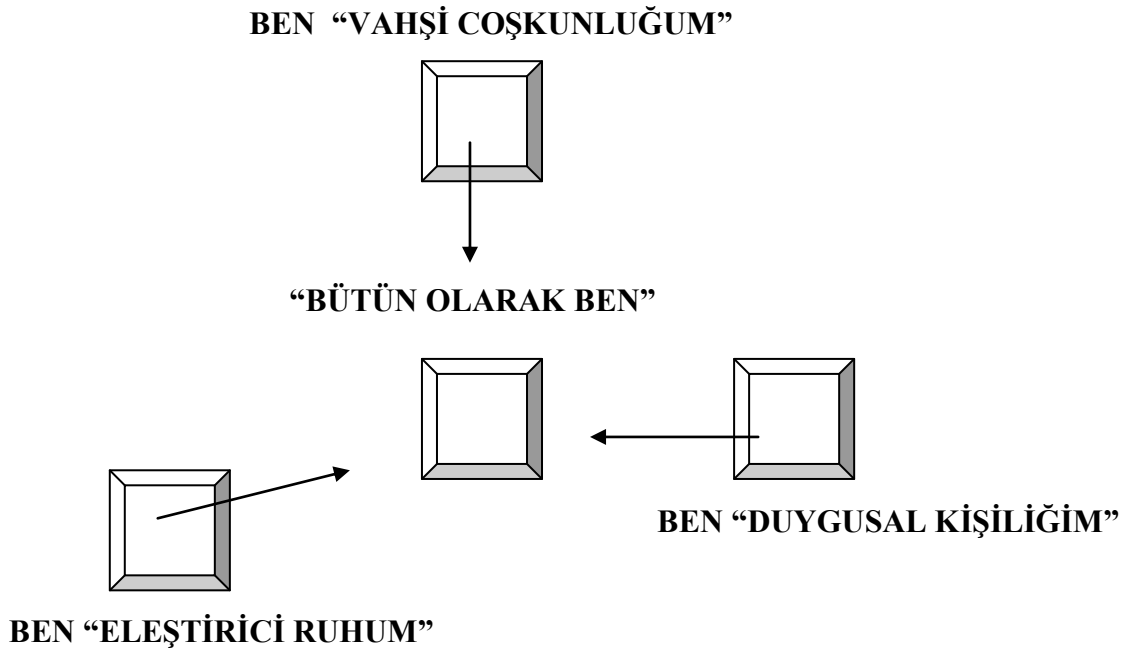 BEN “VAHŞİ COŞKUNLUĞUM”
“BÜTÜN OLARAK BEN”
BEN “DUYGUSAL KİŞİLİĞİM”
BEN “ELEŞTİRİCİ RUHUM”